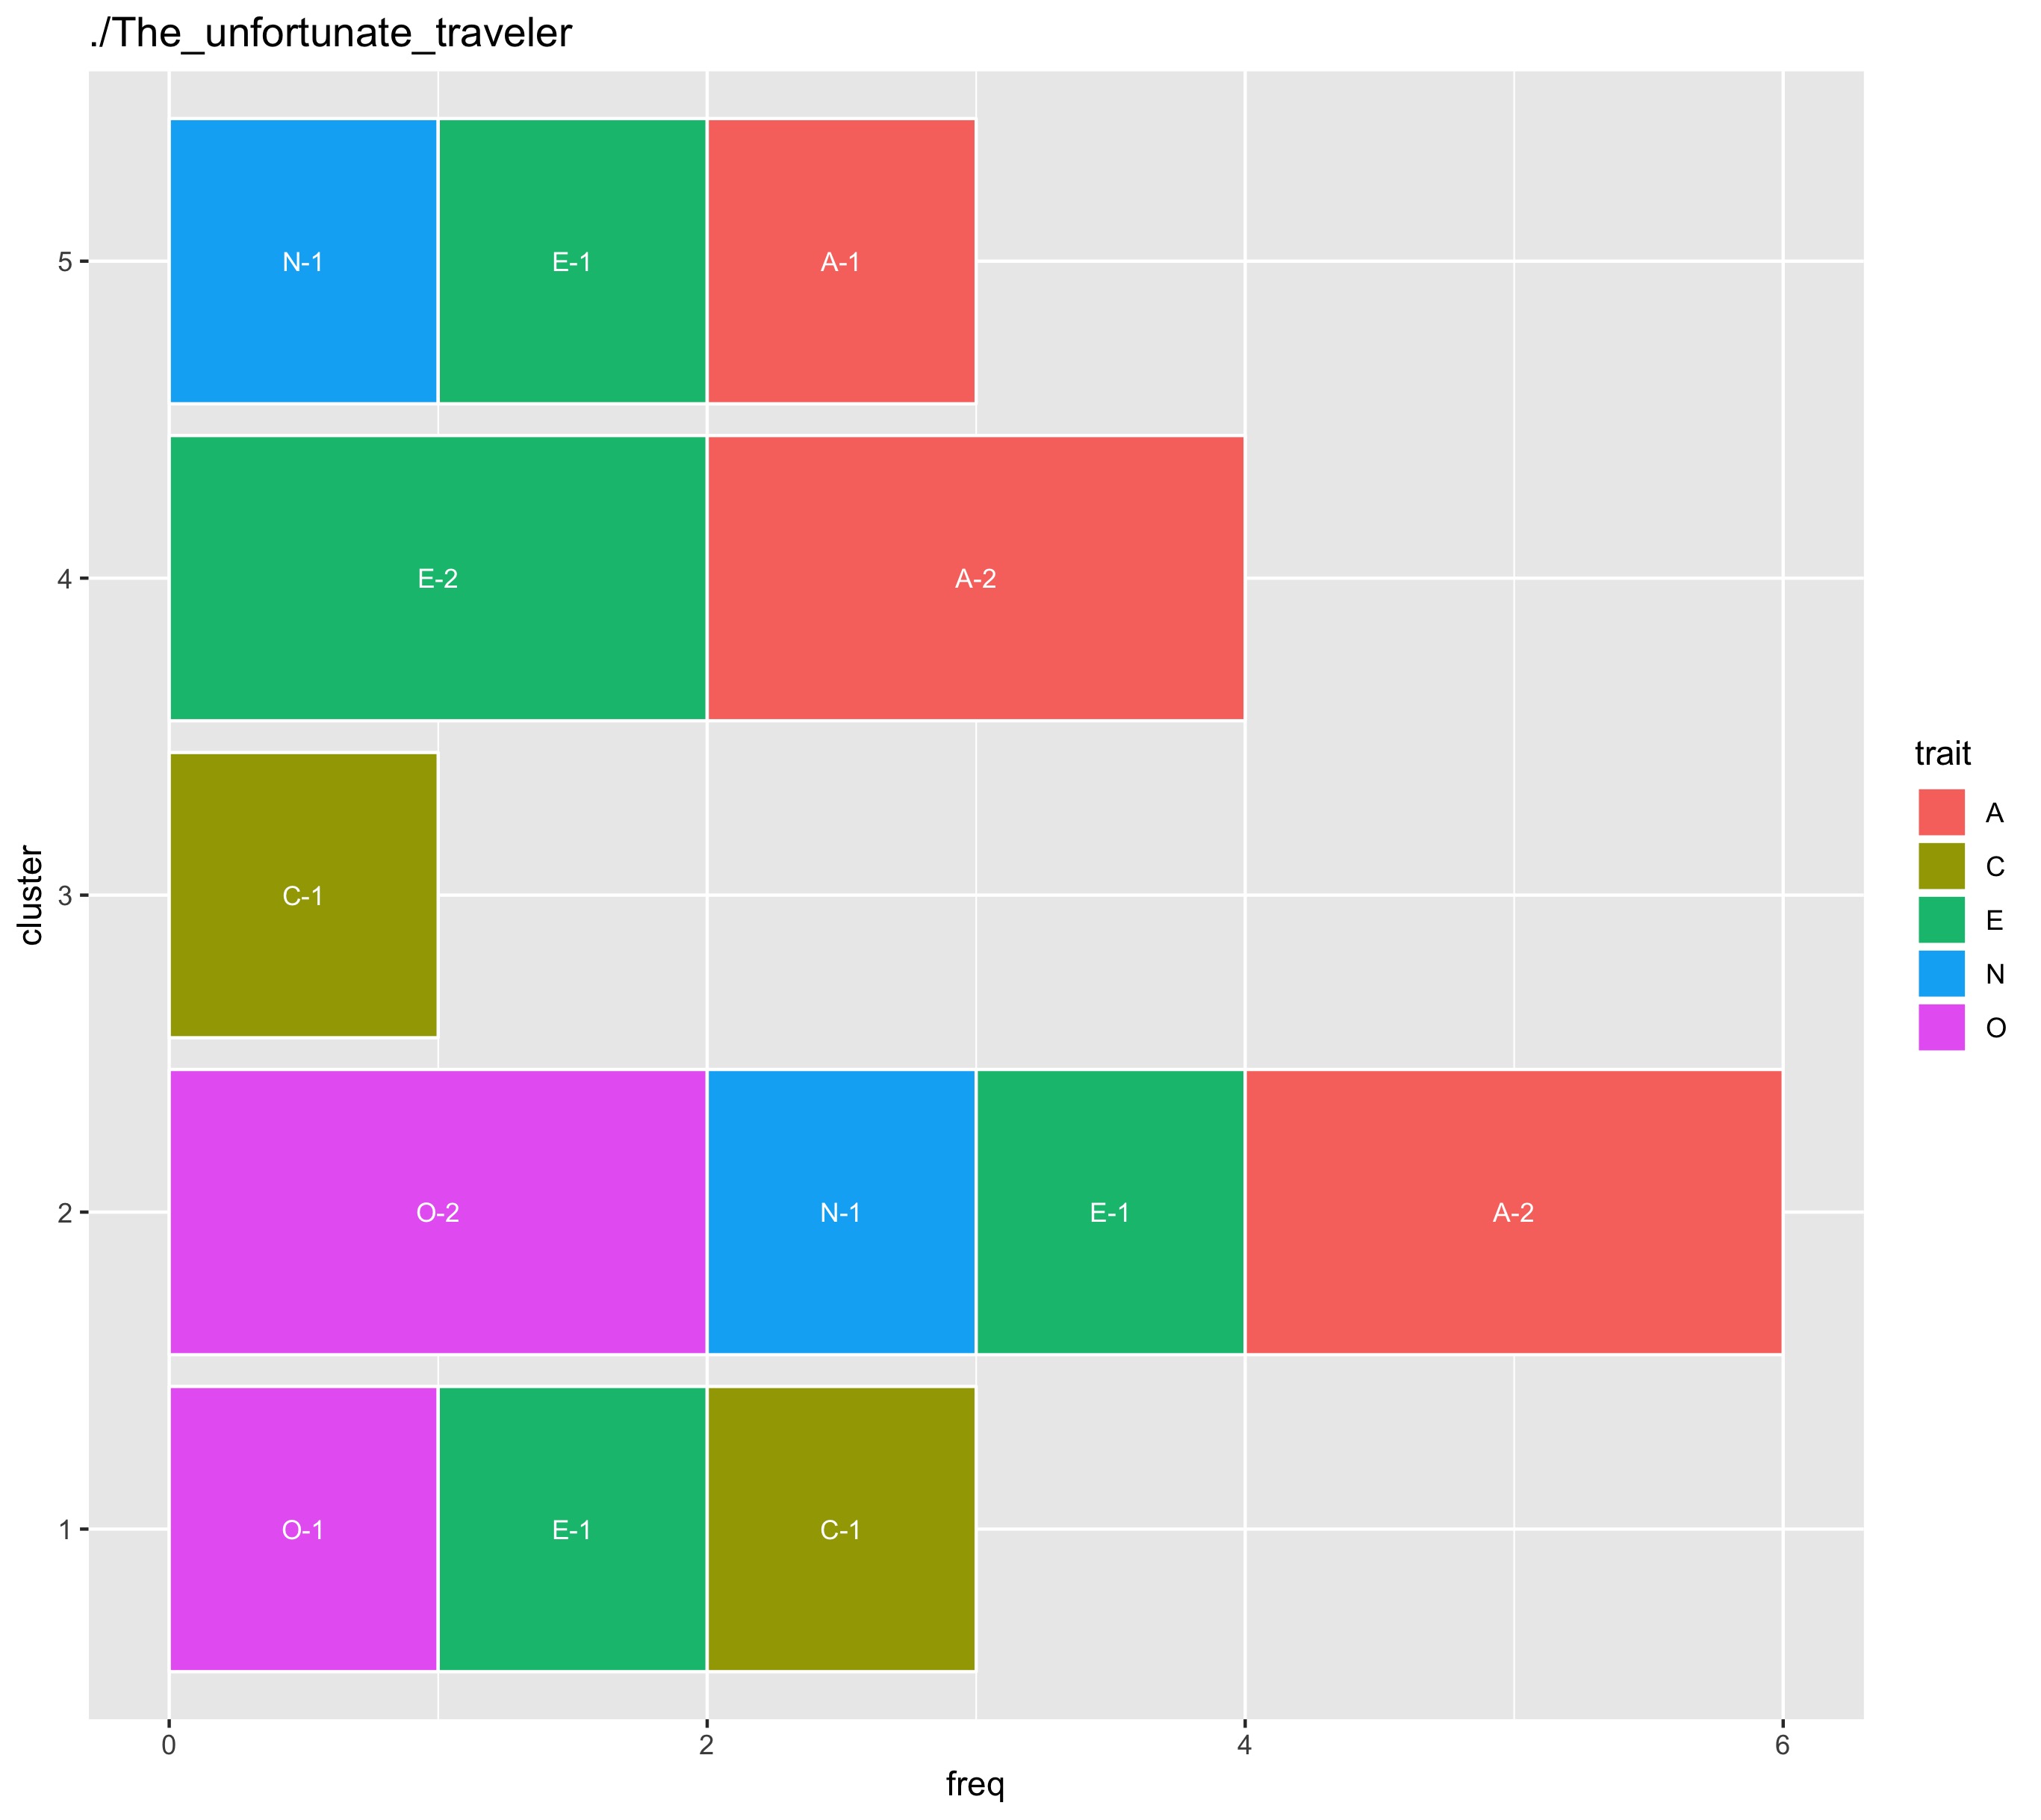 ./The_unfortunate_traveler
5
N-1 E-1 A-1
4
E-2 A-2
3
C-1
2
O-2 N-1 E-1 A-2
1
O-1 E-1 C-1
cluster
0 2 4 6
freq
trait
A
C
E
N
O